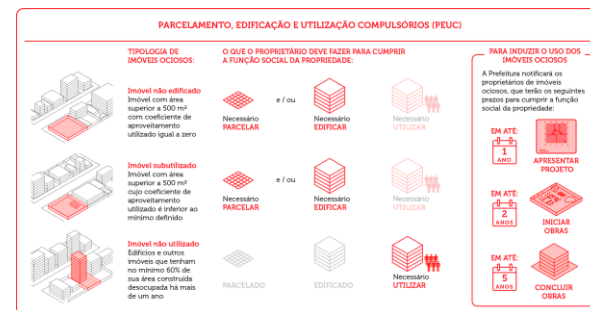 PARCELAMENTO, EDIFICAÇÃO E UTILIZAÇÃO COMPULSÓRIOS (PEUC)
TIPOLOGIA DE
IMÓVEIS OCIOSOS:
O QUE O PROPRIETÁRIO DEVE FAZER PARA CUMPRIR
A FUNÇÃO SOCIAL DA PROPRIEDADE:
Imóvel não edificado
Imóvel com área
superior a 500 m²
com coeficiente de
aproveitamento
utilizado igual a zero
Necessário
PARCELAR
e / ou
Necessário
EDIFICAR
Necessário
UTILIZAR
Imóvel subutilizado
Imóvel com área
superior a 500 m²
cujo coeficiente de
aproveitamento
utilizado é inferior ao
mínimo definido
Necessário
PARCELAR
e / ou
Necessário
EDIFICAR
Necessário
UTILIZAR
Imóvel não utilizado
Edifícios e outros
imóveis que tenham
no mínimo 60% de
sua área construída
desocupada há mais
de um ano
PARCELADO
EDIFICADO
Necessário
UTILIZAR
PARA INDUZIR O USO DOS
IMÓVEIS OCIOSOS
A Prefeitura notificará os
proprietários de imóveis
ociosos, que terão os seguintes
prazos para cumprir a função
social da propriedade:
EM ATÉ:
1
ANO
APRESENTAR
PROJETO
EM ATÉ:
2
ANOS
INICIAR
OBRAS
EM ATÉ:
5
ANOS
CONCLUIR
OBRAS